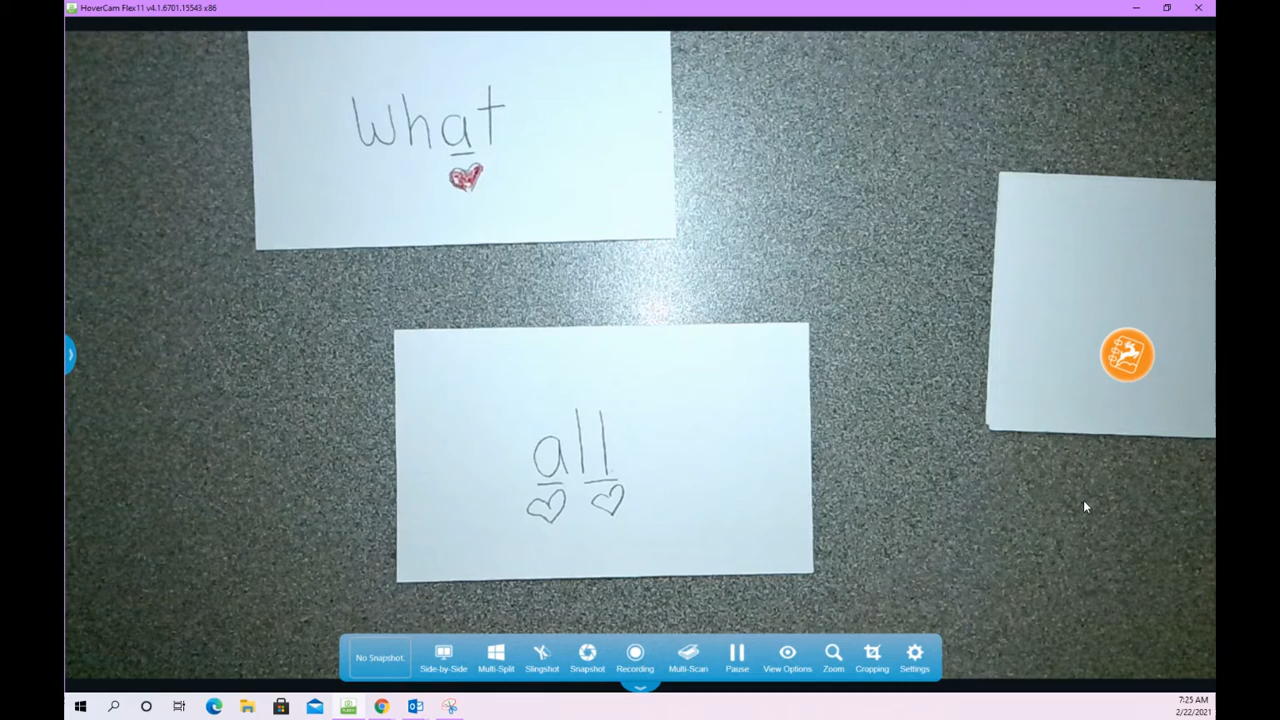 HoverCam Flex11 v4.1.6701.15543 x86
What
all
No Snapshot.
Side-by-Side
Multi-Split
Slingshot
Snapshot
Recording
Multi-Scan
Pause
View Options
Zoom
Cropping
Settings
7:25 AM
2/22/2021